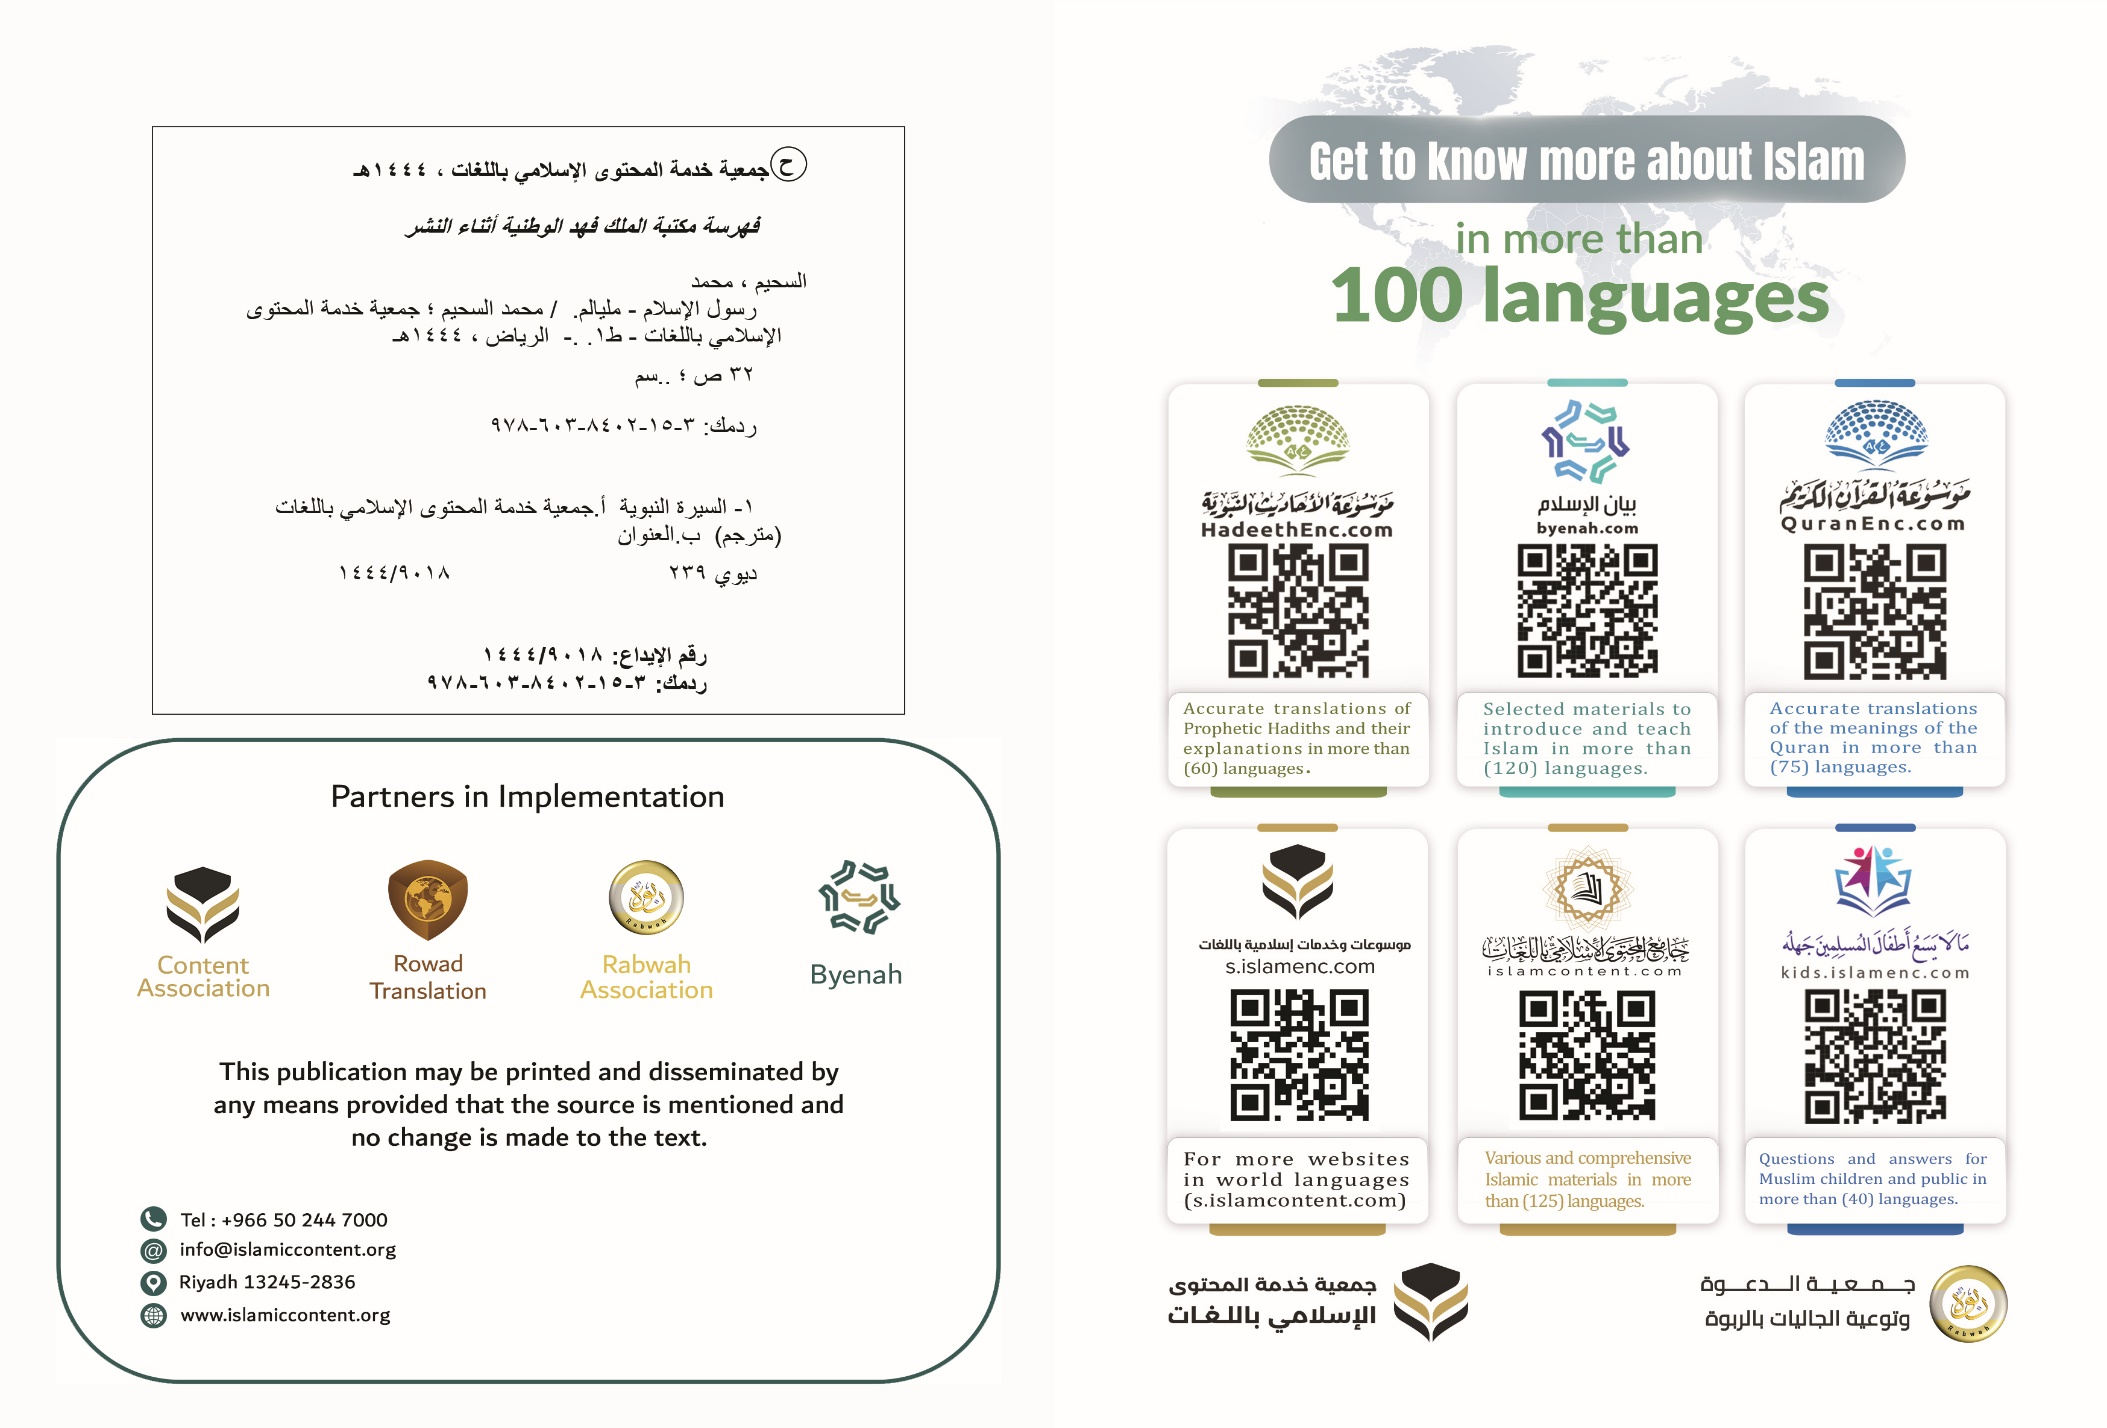 ح جمعية خدمة المحتوى الإسلامي باللغات ، ١٤٤٤هـ
فهرسة مكتبة الملك فهد الوطنية أثناء النشر
السحيم ، محمد
رسول الإسلام - مليالم. / محمد السحيم ؛ جمعية خدمة المحتوى
الإسلامي باللغات - ط١. .- الرياض ، ١٤٤٤هـ
٣٢ ص ؛ ..سم
ردمك: ٣-١٥-٨٤٠٢-٦٠٣-٩٧٨
١- السيرة النبوية أ.جمعية خدمة المحتوى الإسلامي باللغات
(مترجم) ب.العنوان
ديوي ٢٣٩ ١٤٤٤/٩٠١٨
رقم الإيداع: ١٤٤٤/٩٠١٨
ردمك: ٣-١٥-٨٤٠٢-٦٠٣-٩٧٨
Partners in Implementation
Content
Association
Rowad
Translation
Rabwah
Rabwah
Association
Byenah
This publication may be printed and disseminated by
any means provided that the source is mentioned and
no change is made to the text.
Tel : +966 50 244 7000
info@islamiccontent.org
Riyadh 13245-2836
www.islamiccontent.org
Get to know more about Islam
in more than
100 languages
موسوعة الأحاديث النبوية
HadeethEnc.com
Accurate translations of
Prophetic Hadiths and their
explanations in more than
(60) languages.
بيان الإسلام
byenah.com
Selected materials to
introduce and teach
Islam in more than
(120) languages.
موسوعة القرآن الكريم
QuranEnc.com
Accurate translations
of the meanings of the
Quran in more than
(75) languages.
موسوعات وخدمات إسلامية باللغات
s.islamenc.com
For more websites
in world languages
(s.islamcontent.com)
جامع المحتوى الإسلامي باللغات
islamcontent.com
Various and comprehensive
Islamic materials in more
than (125) languages.
مَا لَا يَسَعُ أَطْفَالَ المُسلِمِينَ جَهلُه
kids.islamenc.com
Questions and answers for
Muslim children and public in
more than (40) languages.
جمعية خدمة المحتوى
الإسلامي باللغات
جـمـعـيـة الـدعـوة
وتوعية الجاليات بالربوة
Rabwah